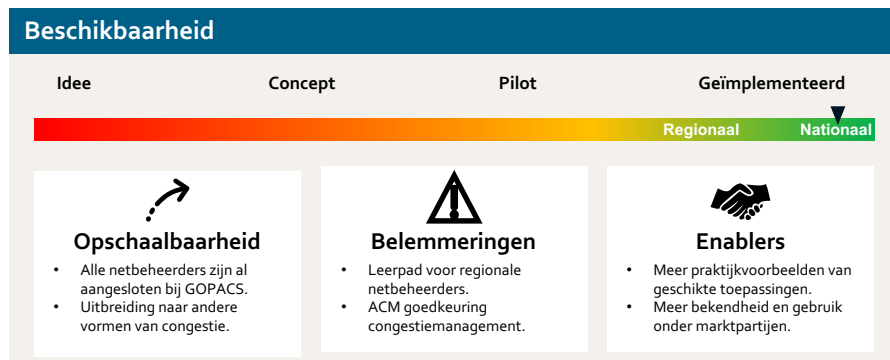 Beschikbaarheid
Idee Concept Pilot Geïmplementeerd
Regionaal Nationaal
Opschaalbaarheid
• Alle netbeheerders zijn al
aangesloten bij GOPACS.
• Uitbreiding naar andere
vormen van congestie.
Belemmeringen
• Leerpad voor regionale
netbeheerders.
• ACM goedkeuring
congestiemanagement.
Enablers
• Meer praktijkvoorbeelden van
geschikte toepassingen.
• Meer bekendheid en gebruik
onder marktpartijen.